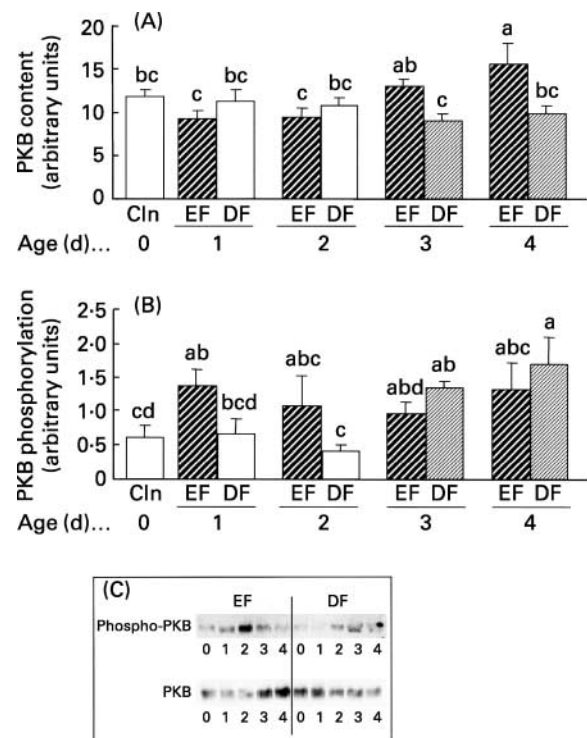 (A)
PKB content
(arbitrary units)
20
15
10
5
0
bc
c
bc
c
bc
ab
c
a
bc
Cln EF DF EF DF EF DF EF DF
Age (d)... 0 1 2 3 4
(B)
PKB phosphorylation
(arbitrary units)
2·5
2·0
1·5
1·0
0·5
0
cd
ab
bcd
abc
c
abd
ab
abc
a
Cln EF DF EF DF EF DF EF DF
Age (d)... 0 1 2 3 4
(C)
EF DF
Phospho-PKB
0 1 2 3 4 0 1 2 3 4
PKB
0 1 2 3 4 0 1 2 3 4